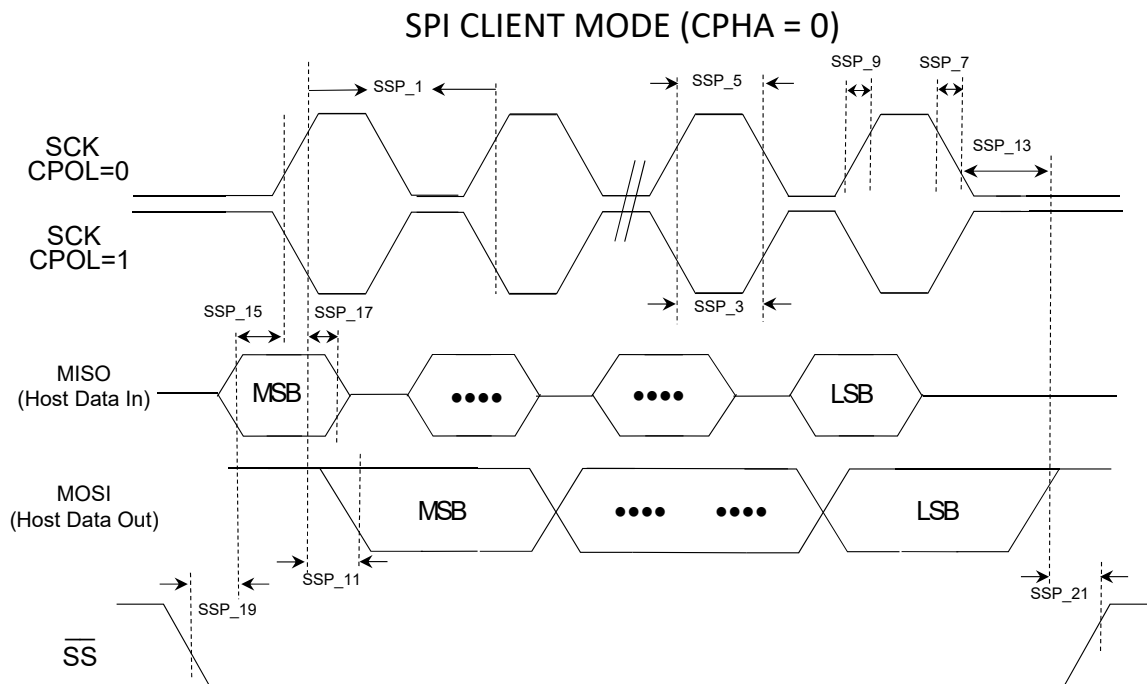 SPI CLIENT MODE (CPHA = 0)
SSP_1
SSP_5
SSP_9
SSP_7
SCK
CPOL=0
SSP_13
SCK
CPOL=1
SSP_15
SSP_17
SSP_3
MISO
(Host Data In)
MSB
••••
••••
LSB
MOSI
(Host Data Out)
MSB
•••• ••••
LSB
SSP_11
SSP_19
SSP_21
S̅S̅